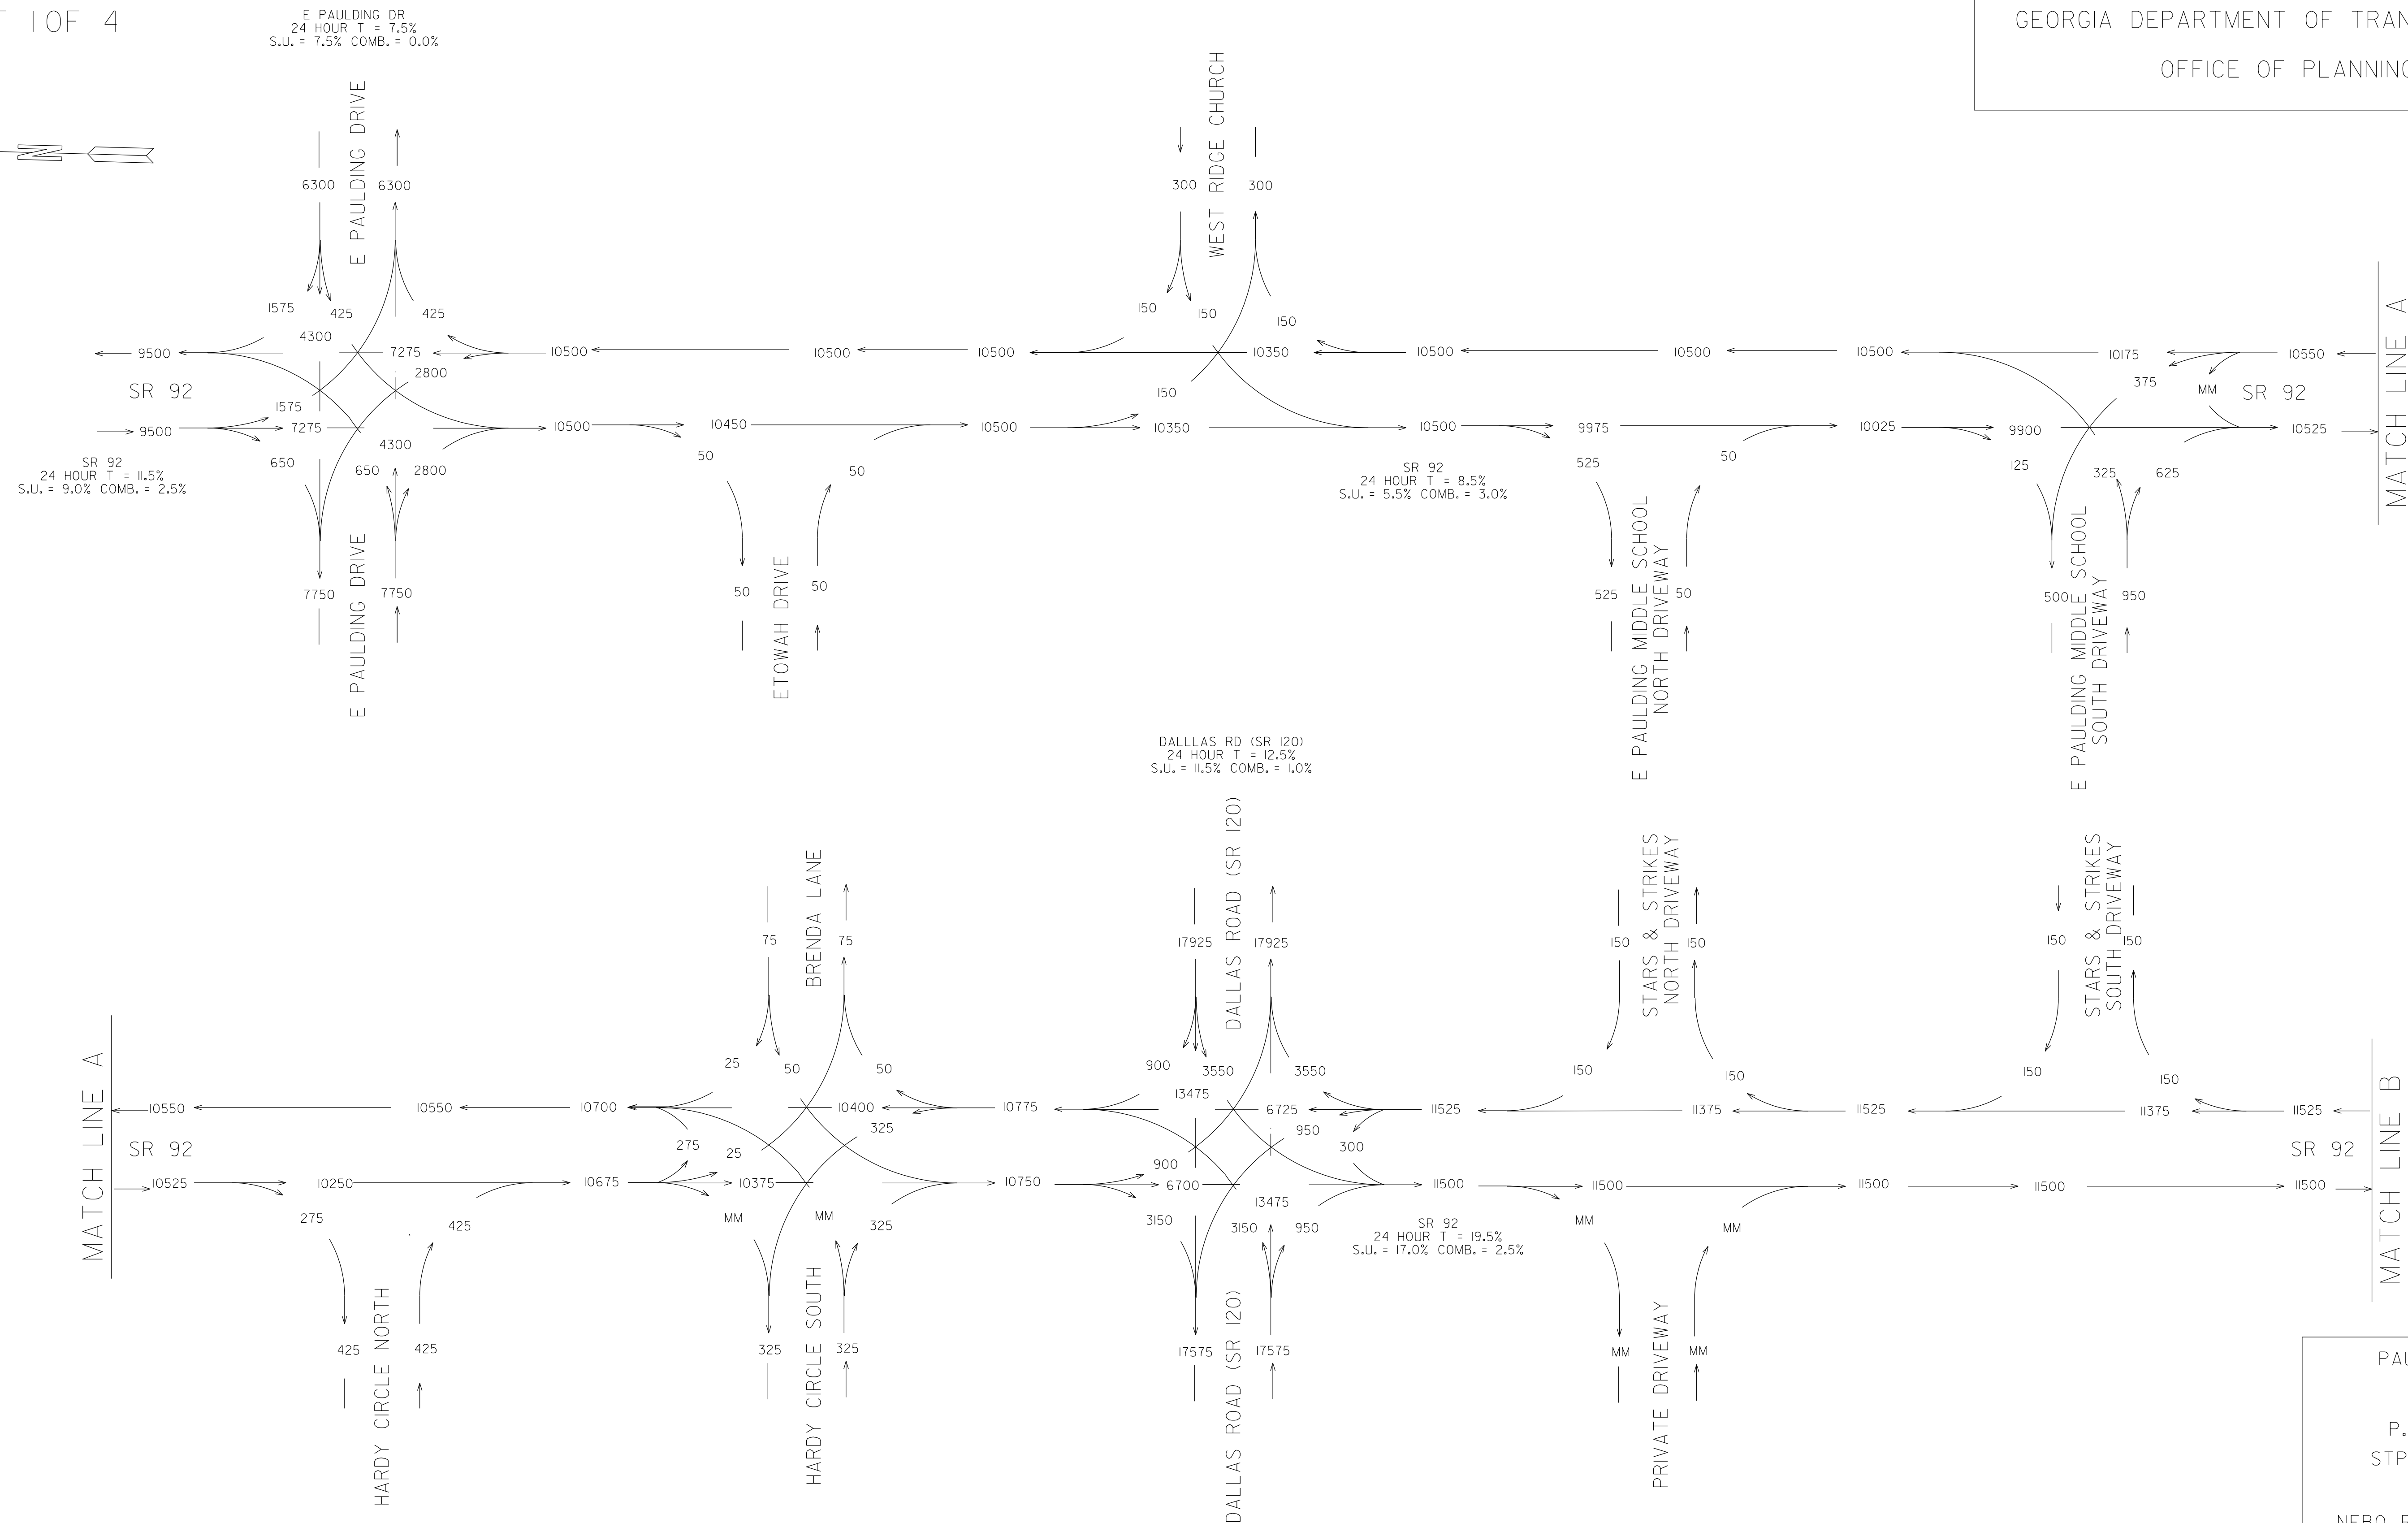 1 OF 4
GEORGIA DEPARTMENT OF TRAN
OFFICE OF PLANNING
E PAULDING DR
24 HOUR T = 7.5%
S.U. = 7.5% COMB. = 0.0%
N
E PAULDING DRIVE
WEST RIDGE CHURCH
6300 6300
300 300
1575 4300 425 425
150 150 150
9500 7275 10500 10500 10500 10350 10500 10500 10500 10175 10550
2800
150
375 MM
SR 92
SR 92
1575
9500 7275 10500 10450 10500 10350 10500 9975 10025 9900 10525
650 4300 650 2800
50 50
525 50
125 325 625
SR 92
24 HOUR T = 11.5%
S.U. = 9.0% COMB. = 2.5%
SR 92
24 HOUR T = 8.5%
S.U. = 5.5% COMB. = 3.0%
7750 7750
50 50
525 50
500 950
E PAULDING DRIVE
ETOWAH DRIVE
E PAULDING MIDDLE SCHOOL
NORTH DRIVEWAY
E PAULDING MIDDLE SCHOOL
SOUTH DRIVEWAY
MATCH LINE A
DALLLAS RD (SR 120)
24 HOUR T = 12.5%
S.U. = 11.5% COMB. = 1.0%
BRENDA LANE
DALLAS ROAD (SR 120)
STARS & STRIKES
NORTH DRIVEWAY
STARS & STRIKES
SOUTH DRIVEWAY
75 75
17925 17925
150 150
150 150
25 50 50
900 13475 3550 3550
150 150
150 150
MATCH LINE A
10550 10550 10700 10400 10775 6725 11525 11375 11525 11375 11525
325
950 300
SR 92
SR 92
275 25
900
10525 10250 10675 10375 10750 6700 11500 11500 11500 11500 11500
275 425
MM MM 325
3150 13475 3150 950
MM MM
SR 92
24 HOUR T = 19.5%
S.U. = 17.0% COMB. = 2.5%
425 425
325 325
17575 17575
MM MM
HARDY CIRCLE NORTH
HARDY CIRCLE SOUTH
DALLAS ROAD (SR 120)
PRIVATE DRIVEWAY
MATCH LINE B
PAU
P.
STP
NEBO R